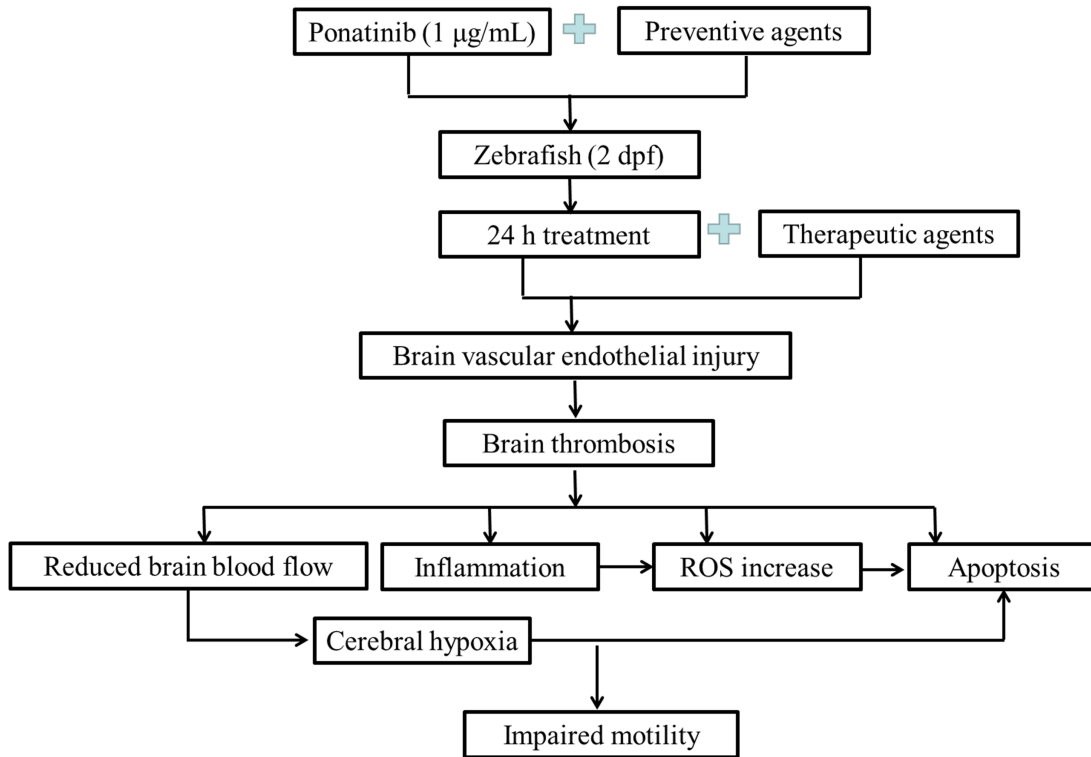 Ponatinib (1 μg/mL)
Preventive agents
Zebrafish (2 dpf)
24 h treatment
Therapeutic agents
Brain vascular endothelial injury
Brain thrombosis
Reduced brain blood flow
Inflammation
ROS increase
Apoptosis
Cerebral hypoxia
Impaired motility